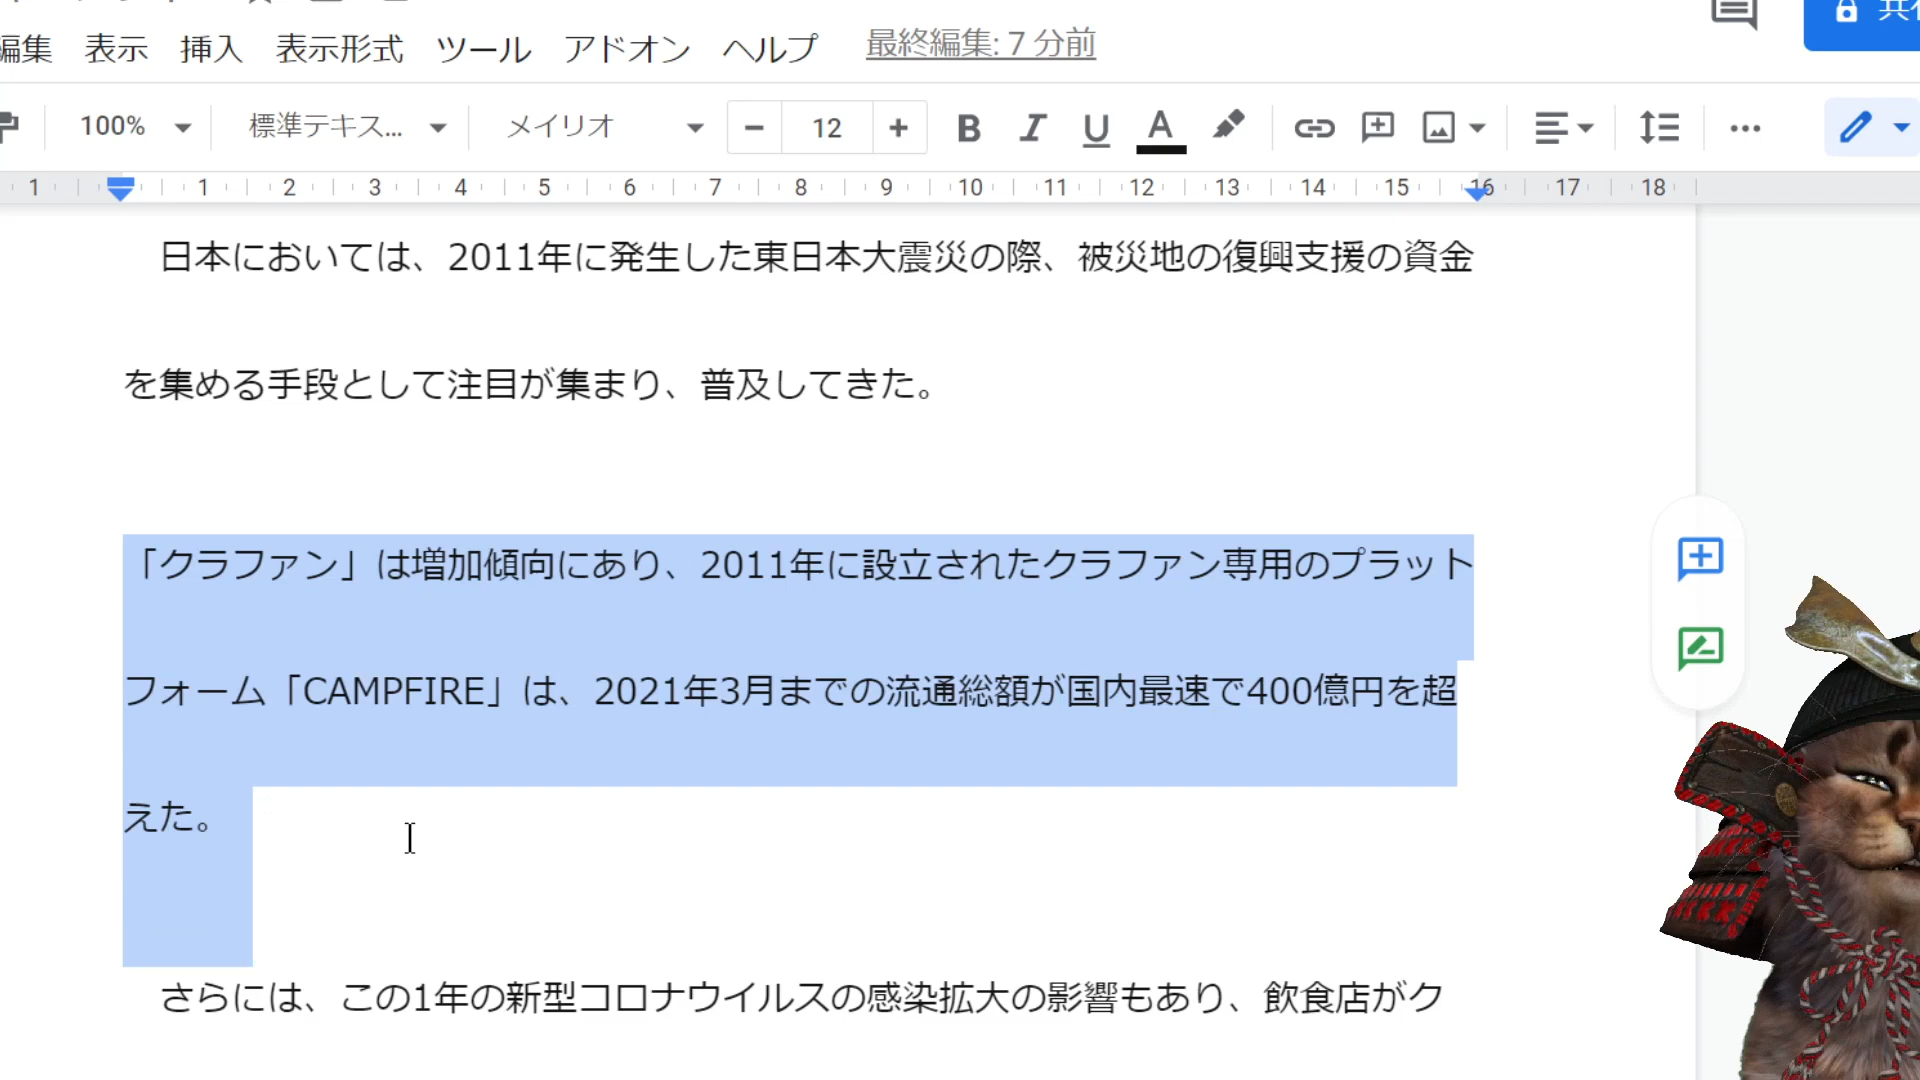 編集 表示 挿入 表示形式 ツール アドオン ヘルプ 最終編集: 7 分前
100% 標準テキス... メイリオ − 12 + B I U A
1 1 2 3 4 5 6 7 8 9 10 11 12 13 14 15 16 17 18
日本においては、2011年に発生した東日本大震災の際、被災地の復興支援の資金
を集める手段として注目が集まり、普及してきた。
「クラファン」は増加傾向にあり、2011年に設立されたクラファン専用のプラット
フォーム「CAMPFIRE」は、2021年3月までの流通総額が国内最速で400億円を超
えた。
さらには、この1年の新型コロナウイルスの感染拡大の影響もあり、飲食店がク